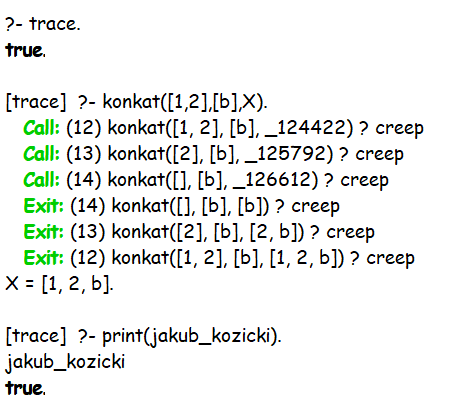 ?- trace.
true.
[trace]  ?- konkat([1,2],[b],X).
Call: (12) konkat([1, 2], [b], _124422) ? creep
Call: (13) konkat([2], [b], _125792) ? creep
Call: (14) konkat([], [b], _126612) ? creep
Exit: (14) konkat([], [b], [b]) ? creep
Exit: (13) konkat([2], [b], [2, b]) ? creep
Exit: (12) konkat([1, 2], [b], [1, 2, b]) ? creep
X = [1, 2, b].
[trace]  ?- print(jakub_kozicki).
jakub_kozicki
true.